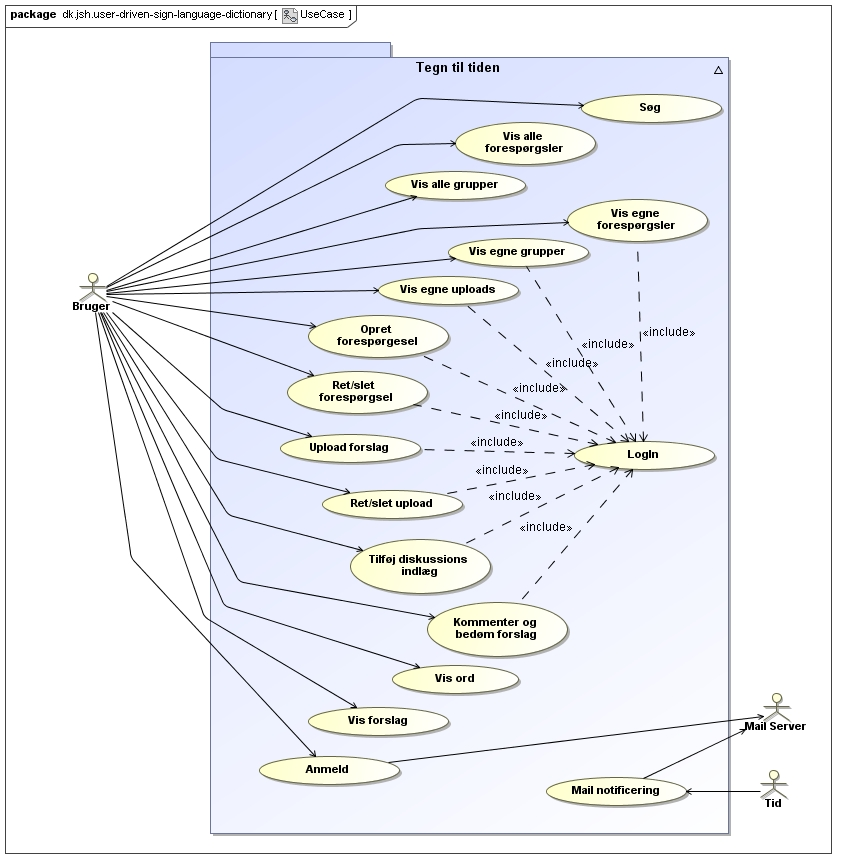 package dk.jsh.user-driven-sign-language-dictionary [ UseCase ]
Tegn til tiden
Søg
Vis alle
forespørgsler
Vis alle grupper
Vis egne
forespørgsler
Vis egne grupper
Vis egne uploads
Bruger
Opret
forespørgesel
«include»
«include»
«include»
Ret/slet
forespørgsel
«include»
«include»
Upload forslag
«include»
LogIn
«include»
Ret/slet upload
«include»
«include»
Tilføj diskussions
indlæg
Kommenter og
bedøm forslag
Vis ord
Vis forslag
Mail Server
Anmeld
Mail notificering
Tid